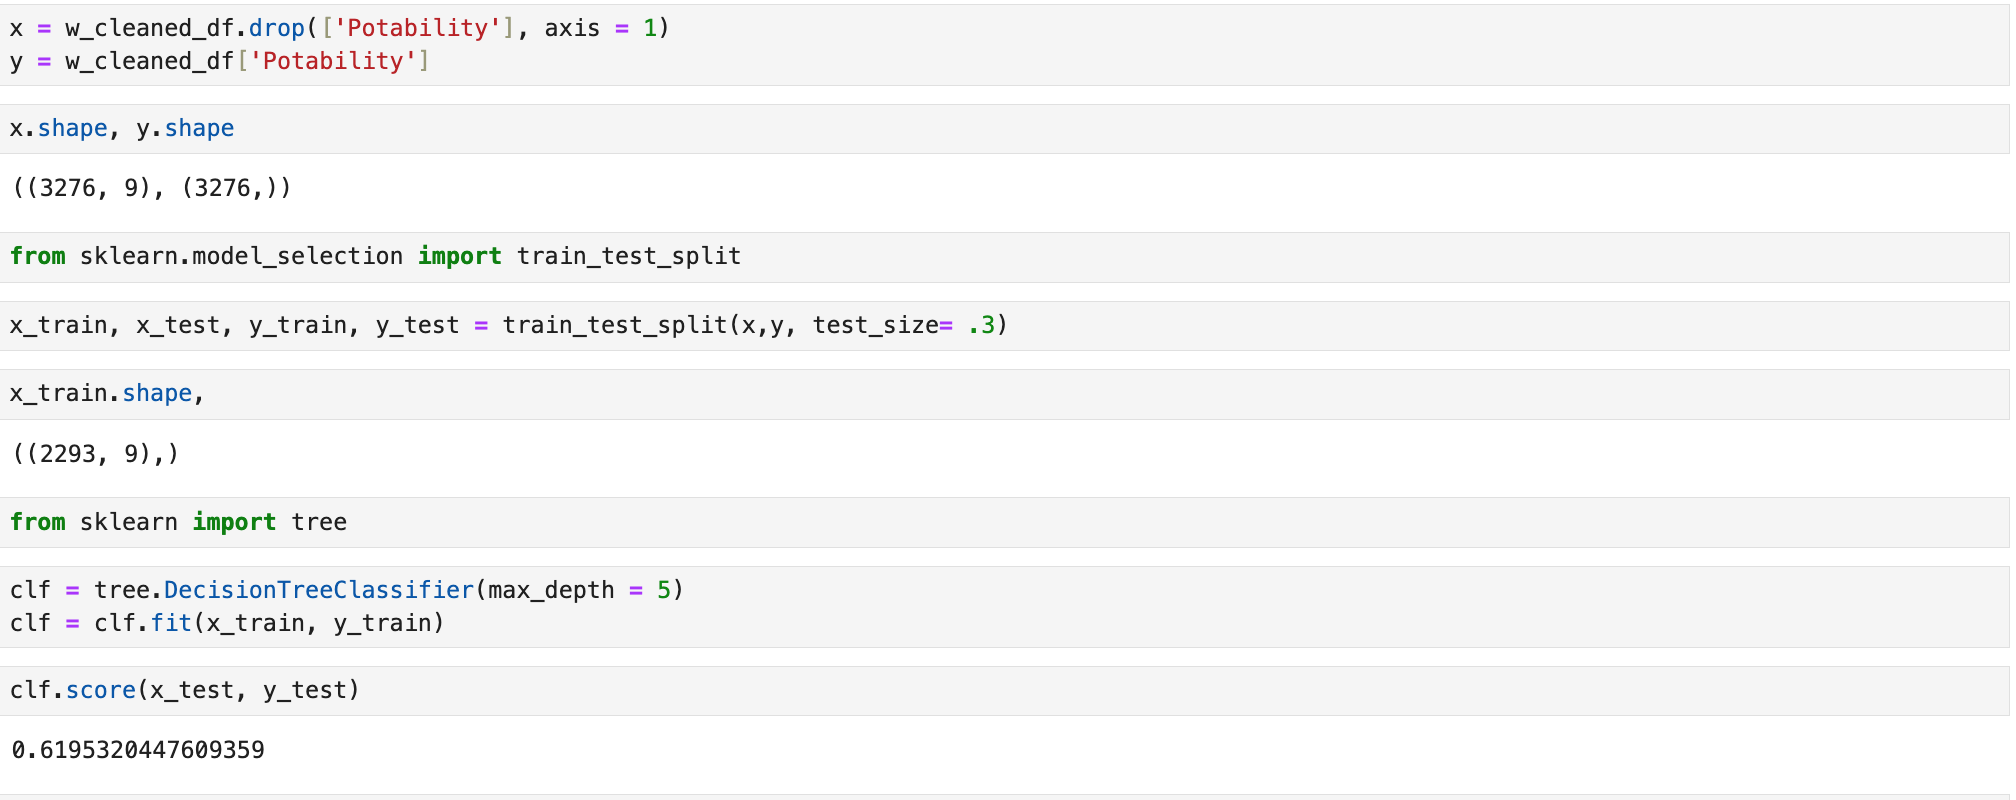 x = w_cleaned_df.drop(['Potability'], axis = 1)
y = w_cleaned_df['Potability']
x.shape, y.shape
((3276, 9), (3276,))
from sklearn.model_selection import train_test_split
x_train, x_test, y_train, y_test = train_test_split(x,y, test_size= .3)
x_train.shape,
((2293, 9),)
from sklearn import tree
clf = tree.DecisionTreeClassifier(max_depth = 5)
clf = clf.fit(x_train, y_train)
clf.score(x_test, y_test)
0.6195320447609359